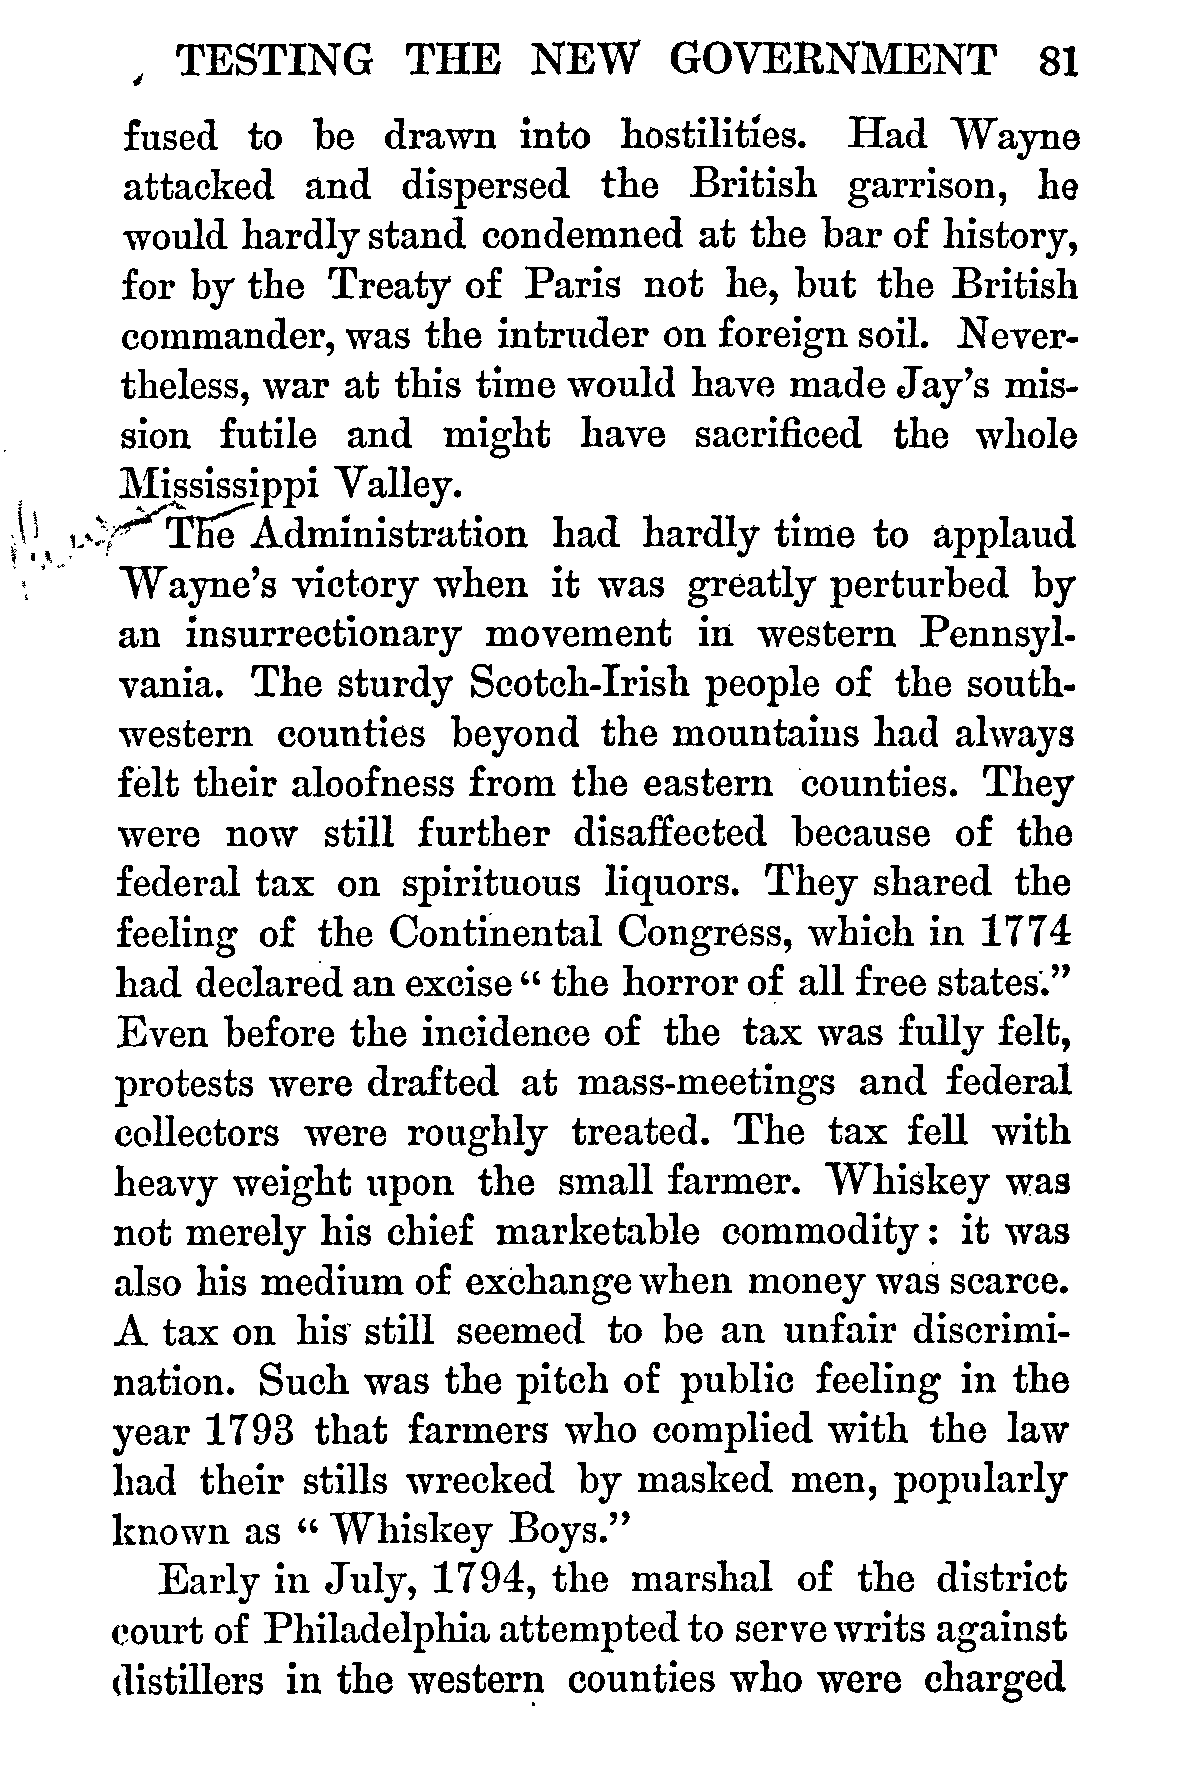 TESTING THE NEW GOVERNMENT 81
fused to be drawn into hostilities. Had Wayne
attacked and dispersed the British garrison, he
would hardly stand condemned at the bar of history,
for by the Treaty of Paris not he, but the British
commander, was the intruder on foreign soil. Never-
theless, war at this time would have made Jay's mis-
sion futile and might have sacrificed the whole
Mississippi Valley.
The Administration had hardly time to applaud
Wayne's victory when it was greatly perturbed by
an insurrectionary movement in western Pennsyl-
vania. The sturdy Scotch-Irish people of the south-
western counties beyond the mountains had always
felt their aloofness from the eastern counties. They
were now still further disaffected because of the
federal tax on spirituous liquors. They shared the
feeling of the Continental Congress, which in 1774
had declared an excise "the horror of all free states."
Even before the incidence of the tax was fully felt,
protests were drafted at mass-meetings and federal
collectors were roughly treated. The tax fell with
heavy weight upon the small farmer. Whiskey was
not merely his chief marketable commodity: it was
also his medium of exchange when money was scarce.
A tax on his still seemed to be an unfair discrimi-
nation. Such was the pitch of public feeling in the
year 1793 that farmers who complied with the law
had their stills wrecked by masked men, popularly
known as "Whiskey Boys."
Early in July, 1794, the marshal of the district
court of Philadelphia attempted to serve writs against
distillers in the western counties who were charged